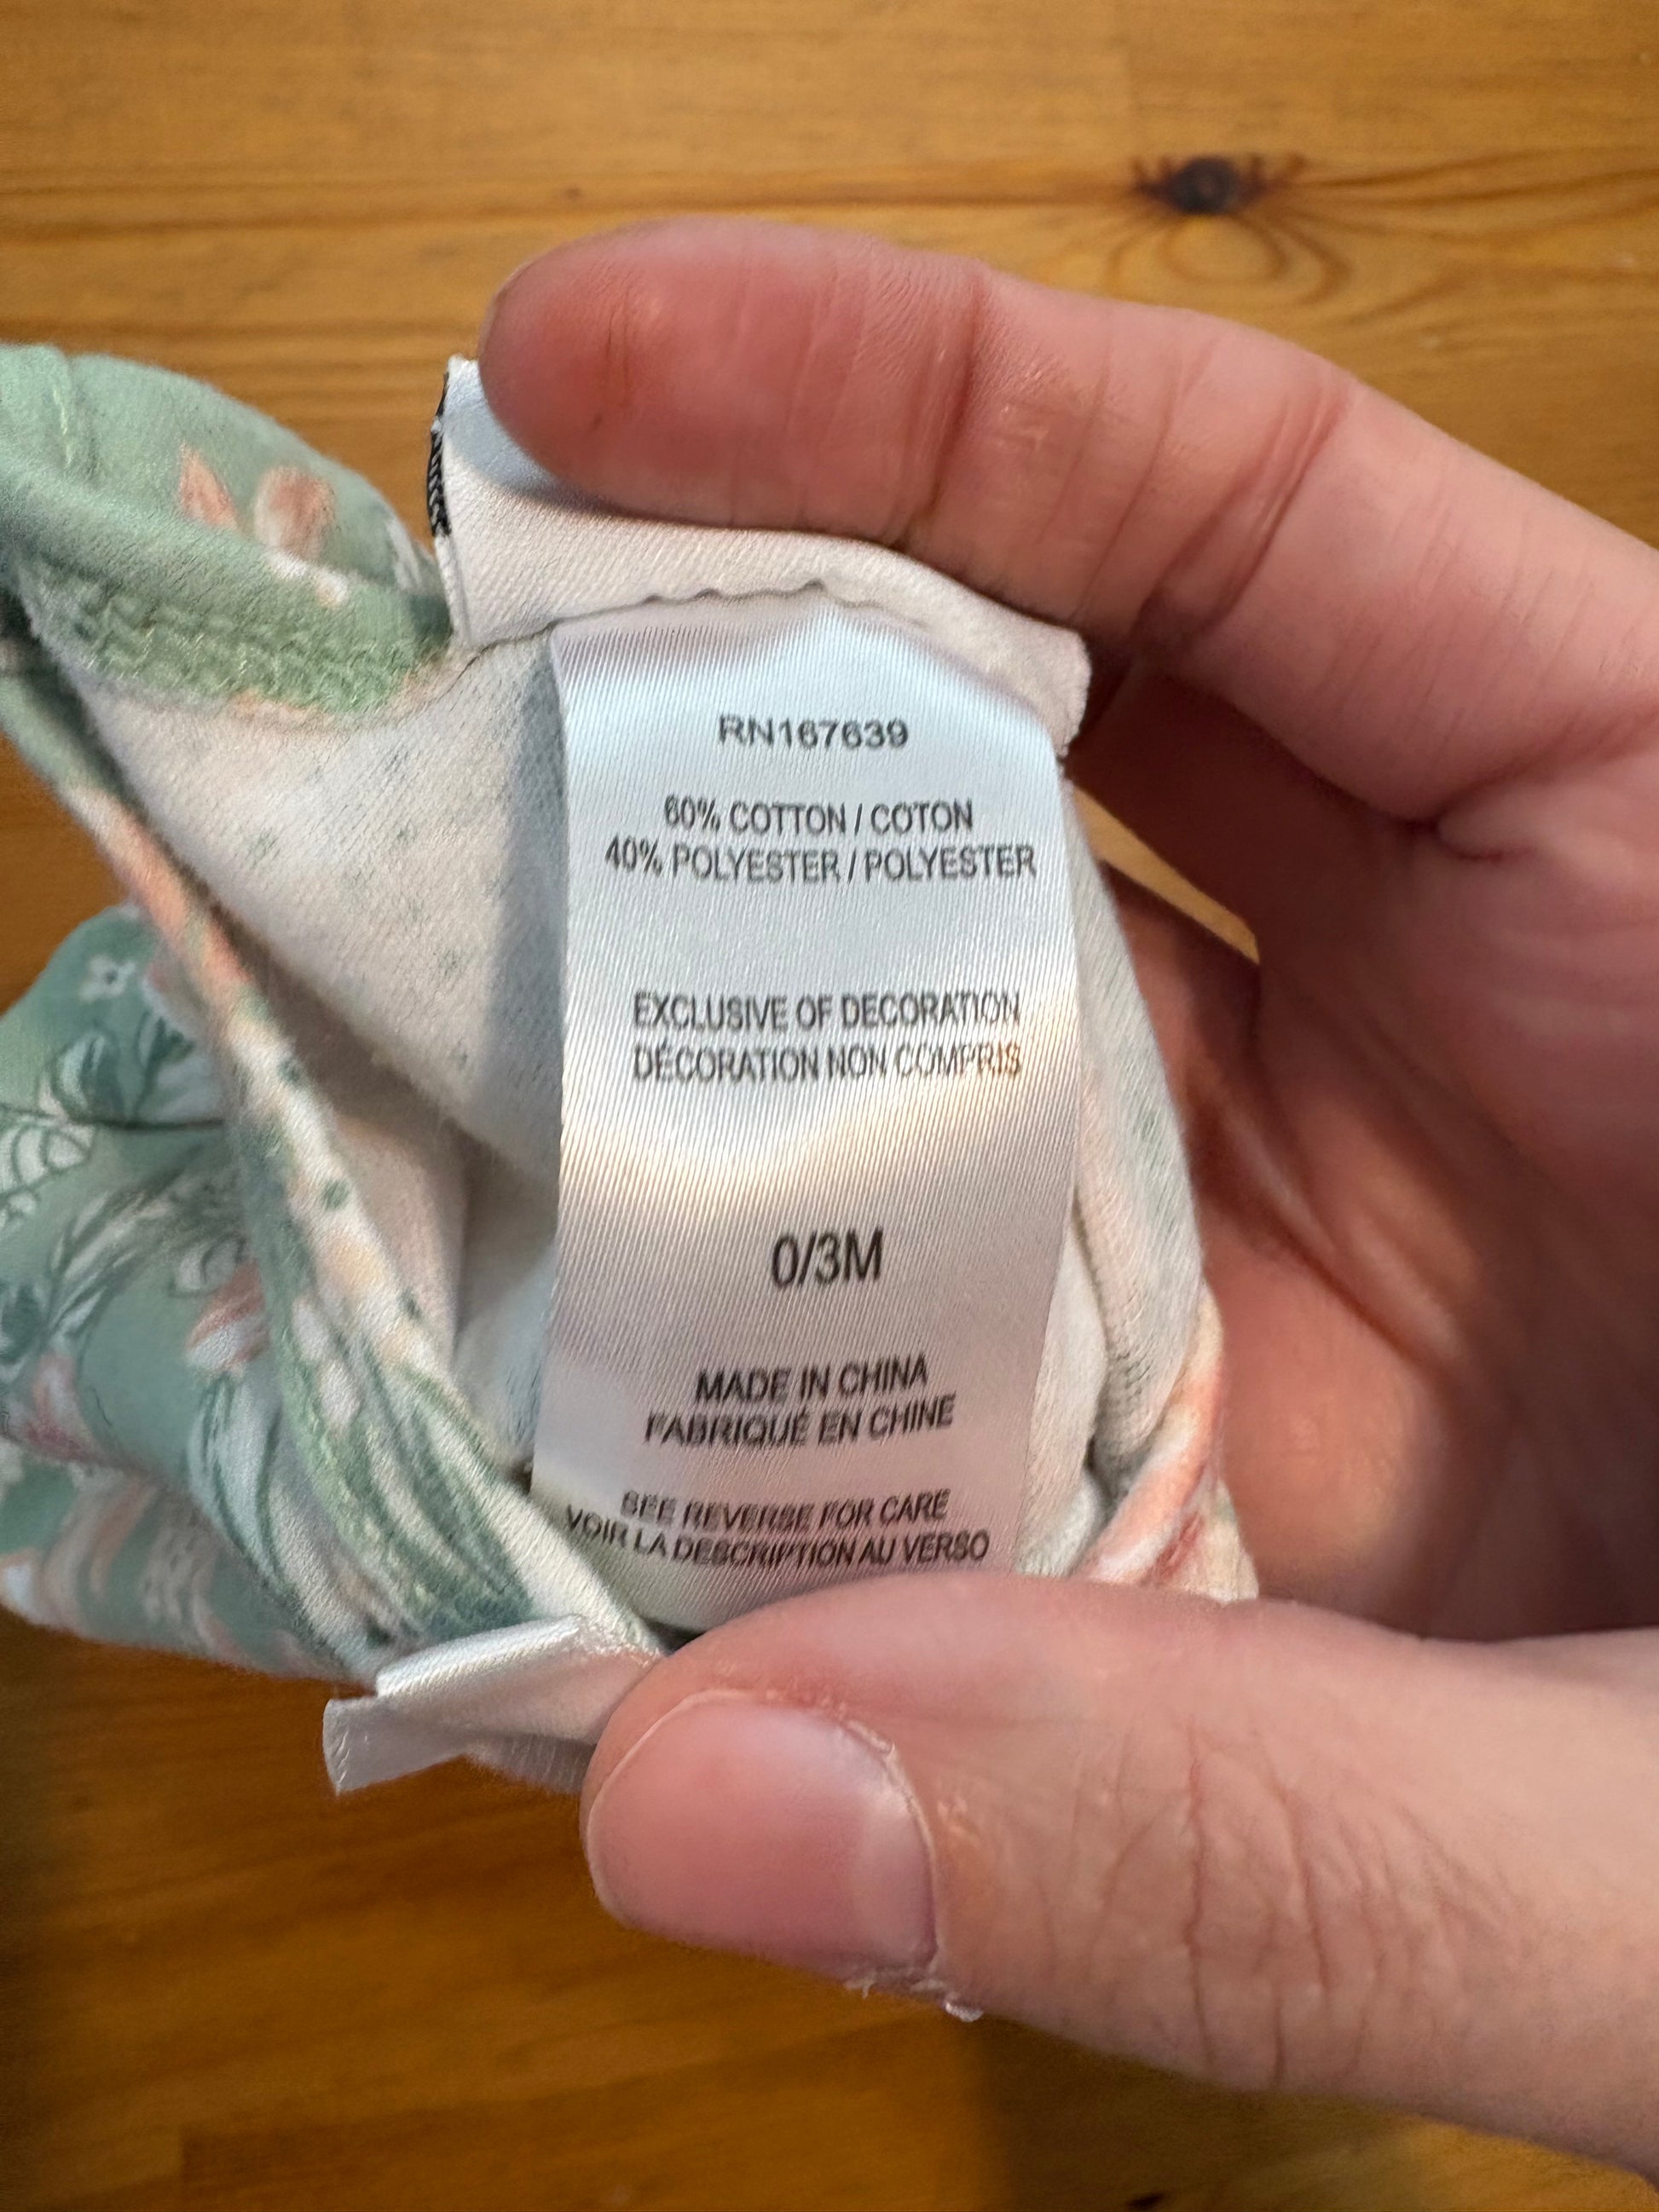 RN167639
60% COTTON / COTON
40% POLYESTER / POLYESTER
EXCLUSIVE OF DECORATION
DÉCORATION NON COMPRIS
0/3M
MADE IN CHINA
FABRIQUÉ EN CHINE
SEE REVERSE FOR CARE
VOIR LA DESCRIPTION AU VERSO